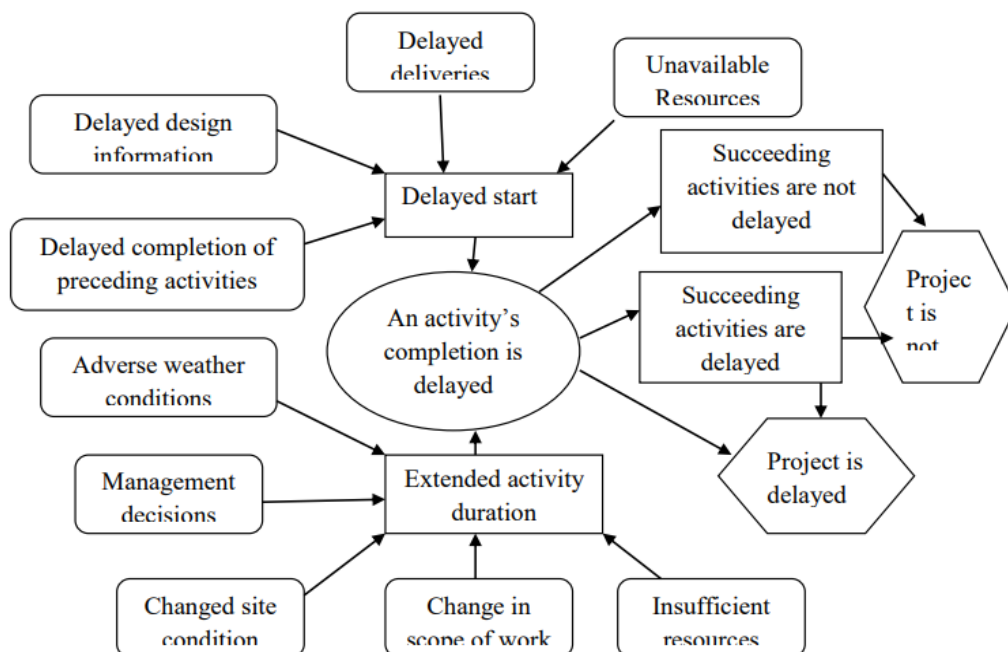 Delayed
deliveries
Unavailable
Resources
Delayed design
information
Succeeding
activities are not
delayed
Delayed start
Delayed completion of
preceding activities
Projec
t is
not
An activity's
completion is
delayed
Succeeding
activities are
delayed
Adverse weather
conditions
Project is
delayed
Extended activity
duration
Management
decisions
Changed site
condition
Change in
scope of work
Insufficient
resources